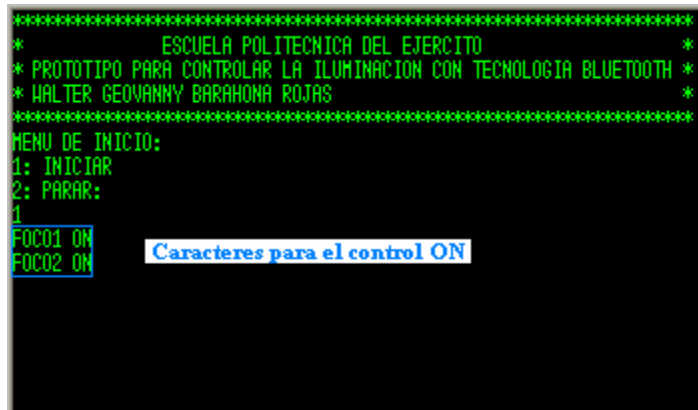 ************************************************************************
* ESCUELA POLITECNICA DEL EJERCITO *
* PROTOTIPO PARA CONTROLAR LA ILUMINACION CON TECNOLOGIA BLUETOOTH *
* WALTER GEOVANNY BARAHONA ROJAS *
************************************************************************
MENU DE INICIO:
1: INICIAR
2: PARAR:
1
FOCO1 ON
FOCO2 ON
Caracteres para el control ON